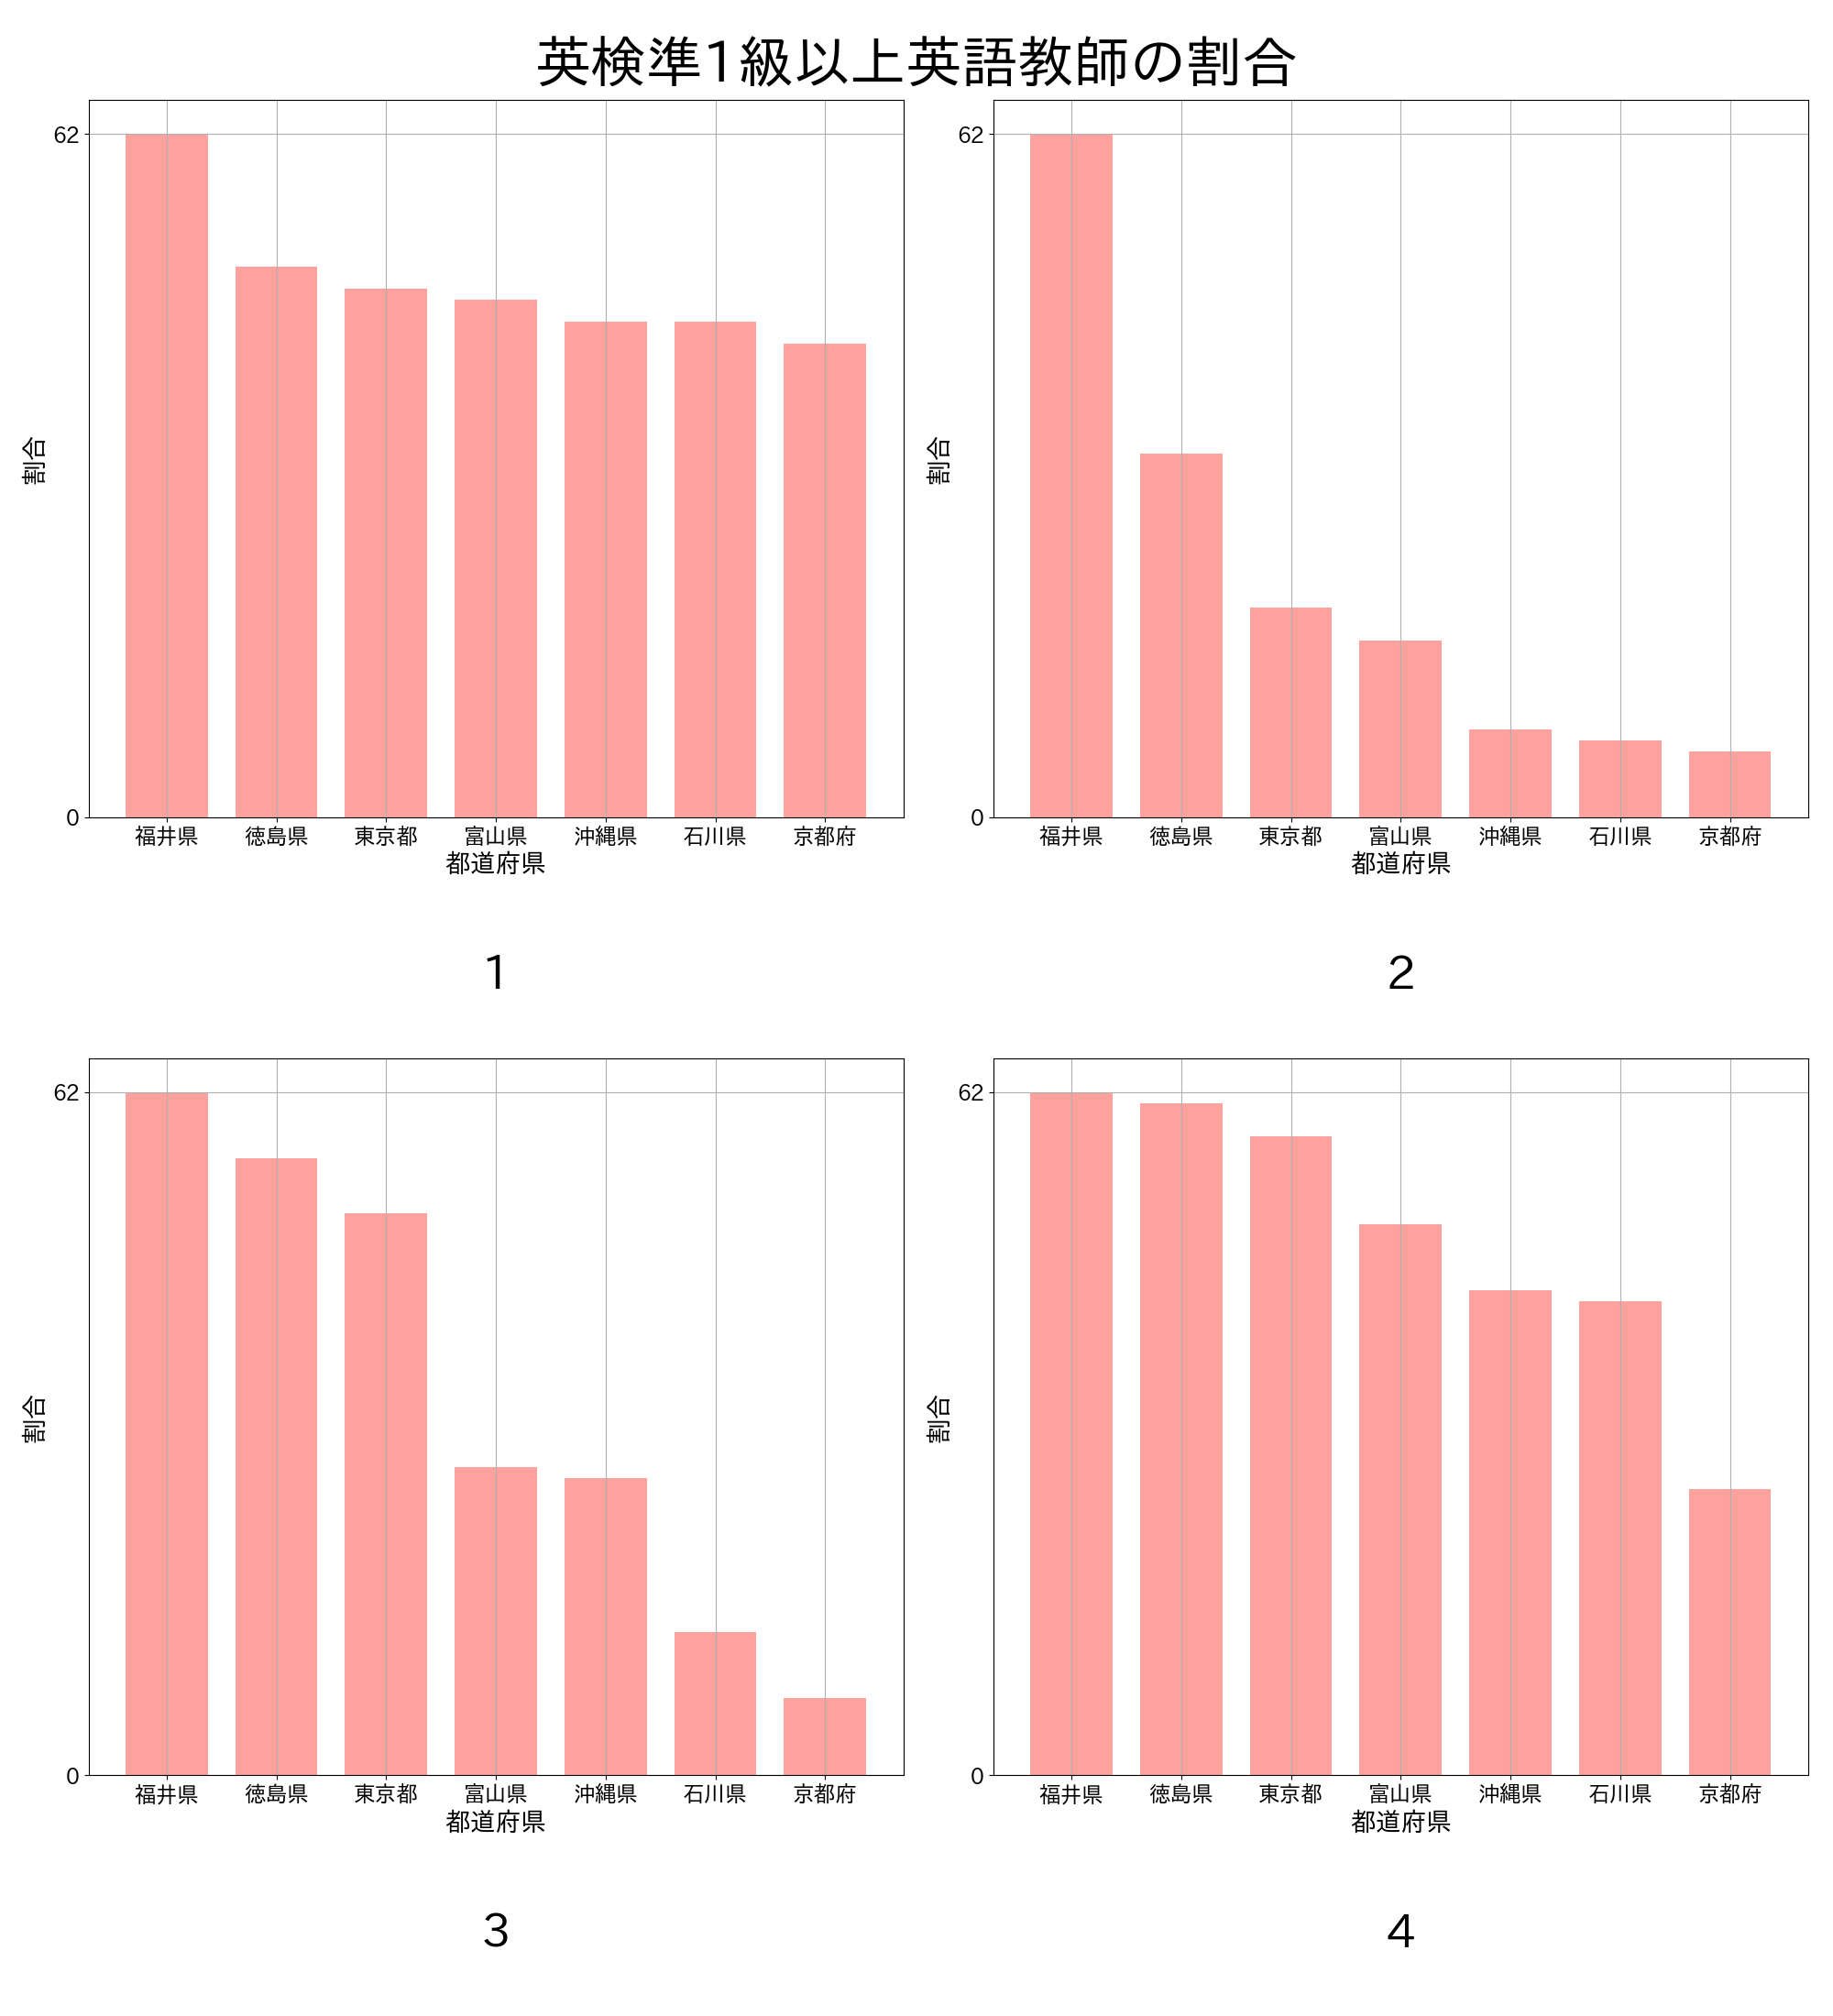 英検準1級以上英語教師の割合
62
0
割合
福井県 徳島県 東京都 富山県 沖縄県 石川県 京都府
都道府県
1
62
0
割合
福井県 徳島県 東京都 富山県 沖縄県 石川県 京都府
都道府県
2
62
0
割合
福井県 徳島県 東京都 富山県 沖縄県 石川県 京都府
都道府県
3
62
0
割合
福井県 徳島県 東京都 富山県 沖縄県 石川県 京都府
都道府県
4